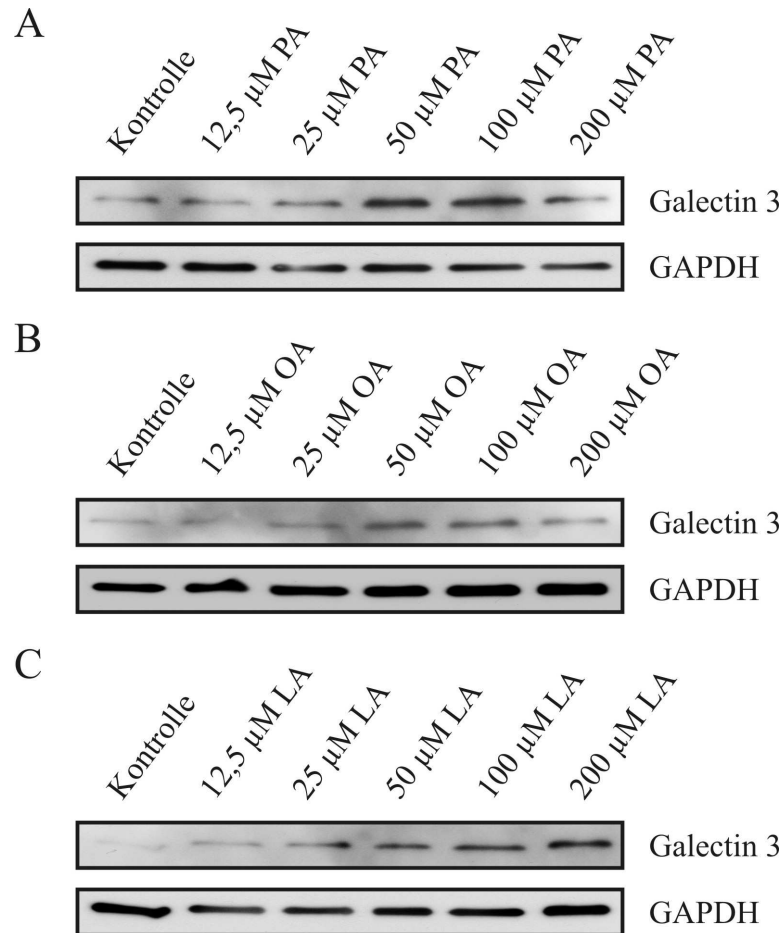 A
Kontrolle
12,5 µM PA
25 µM PA
50 µM PA
100 µM PA
200 µM PA
Galectin 3
GAPDH
B
Kontrolle
12,5 µM OA
25 µM OA
50 µM OA
100 µM OA
200 µM OA
Galectin 3
GAPDH
C
Kontrolle
12,5 µM LA
25 µM LA
50 µM LA
100 µM LA
200 µM LA
Galectin 3
GAPDH